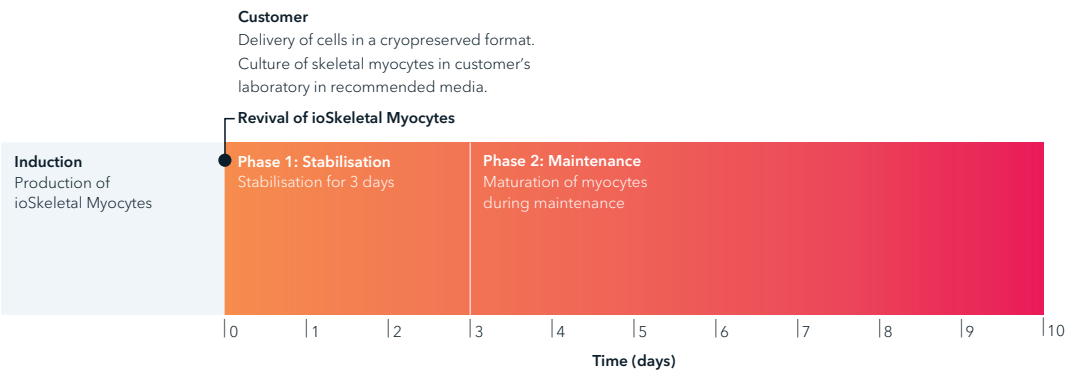 Customer
Delivery of cells in a cryopreserved format.
Culture of skeletal myocytes in customer’s
laboratory in recommended media.
Revival of ioSkeletal Myocytes
Induction
Production of
ioSkeletal Myocytes
Phase 1: Stabilisation
Stabilisation for 3 days
Phase 2: Maintenance
Maturation of myocytes
during maintenance
0 1 2 3 4 5 6 7 8 9 10
Time (days)